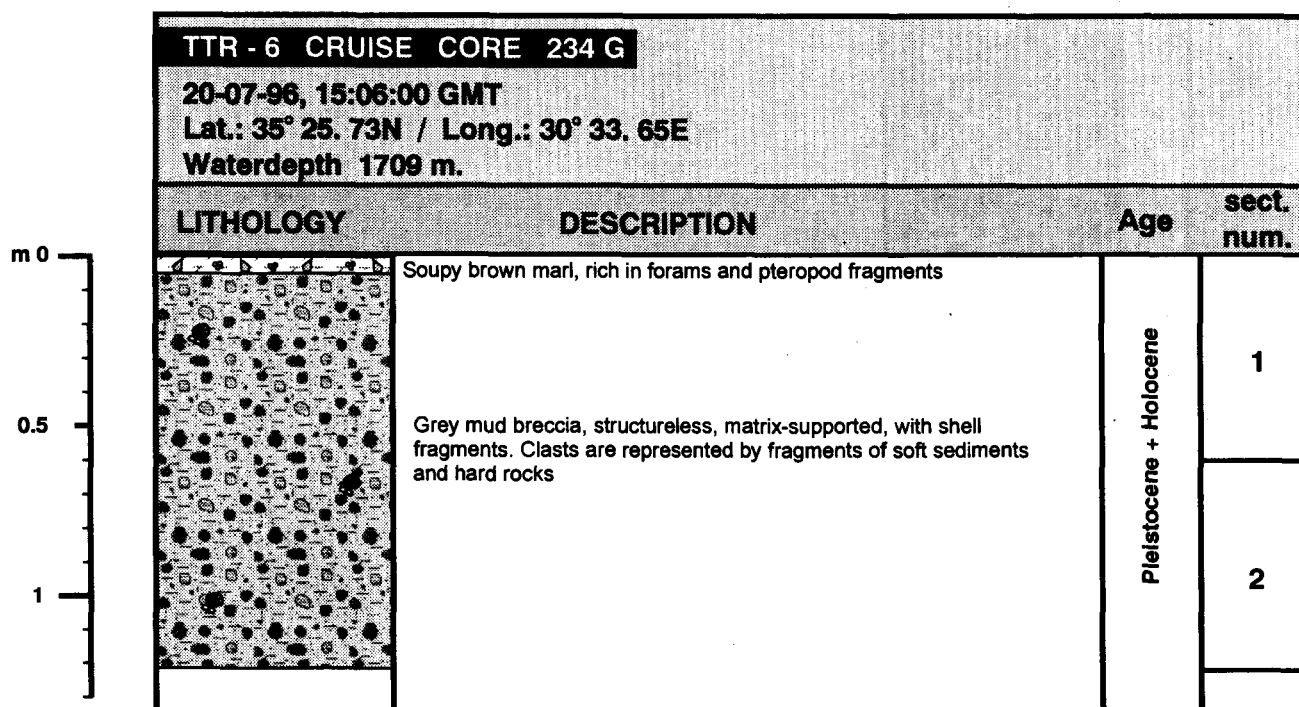 TTR - 6 CRUISE CORE 234 G
20-07-96, 15:06:00 GMT
Lat.: 35° 25. 73N / Long.: 30° 33. 65E
Waterdepth 1709 m.
LITHOLOGY DESCRIPTION Age sect. num.
m 0
Soupy brown marl, rich in forams and pteropod fragments
1
0.5
Grey mud breccia, structureless, matrix-supported, with shell
fragments. Clasts are represented by fragments of soft sediments
and hard rocks
Pleistocene + Holocene
1
2